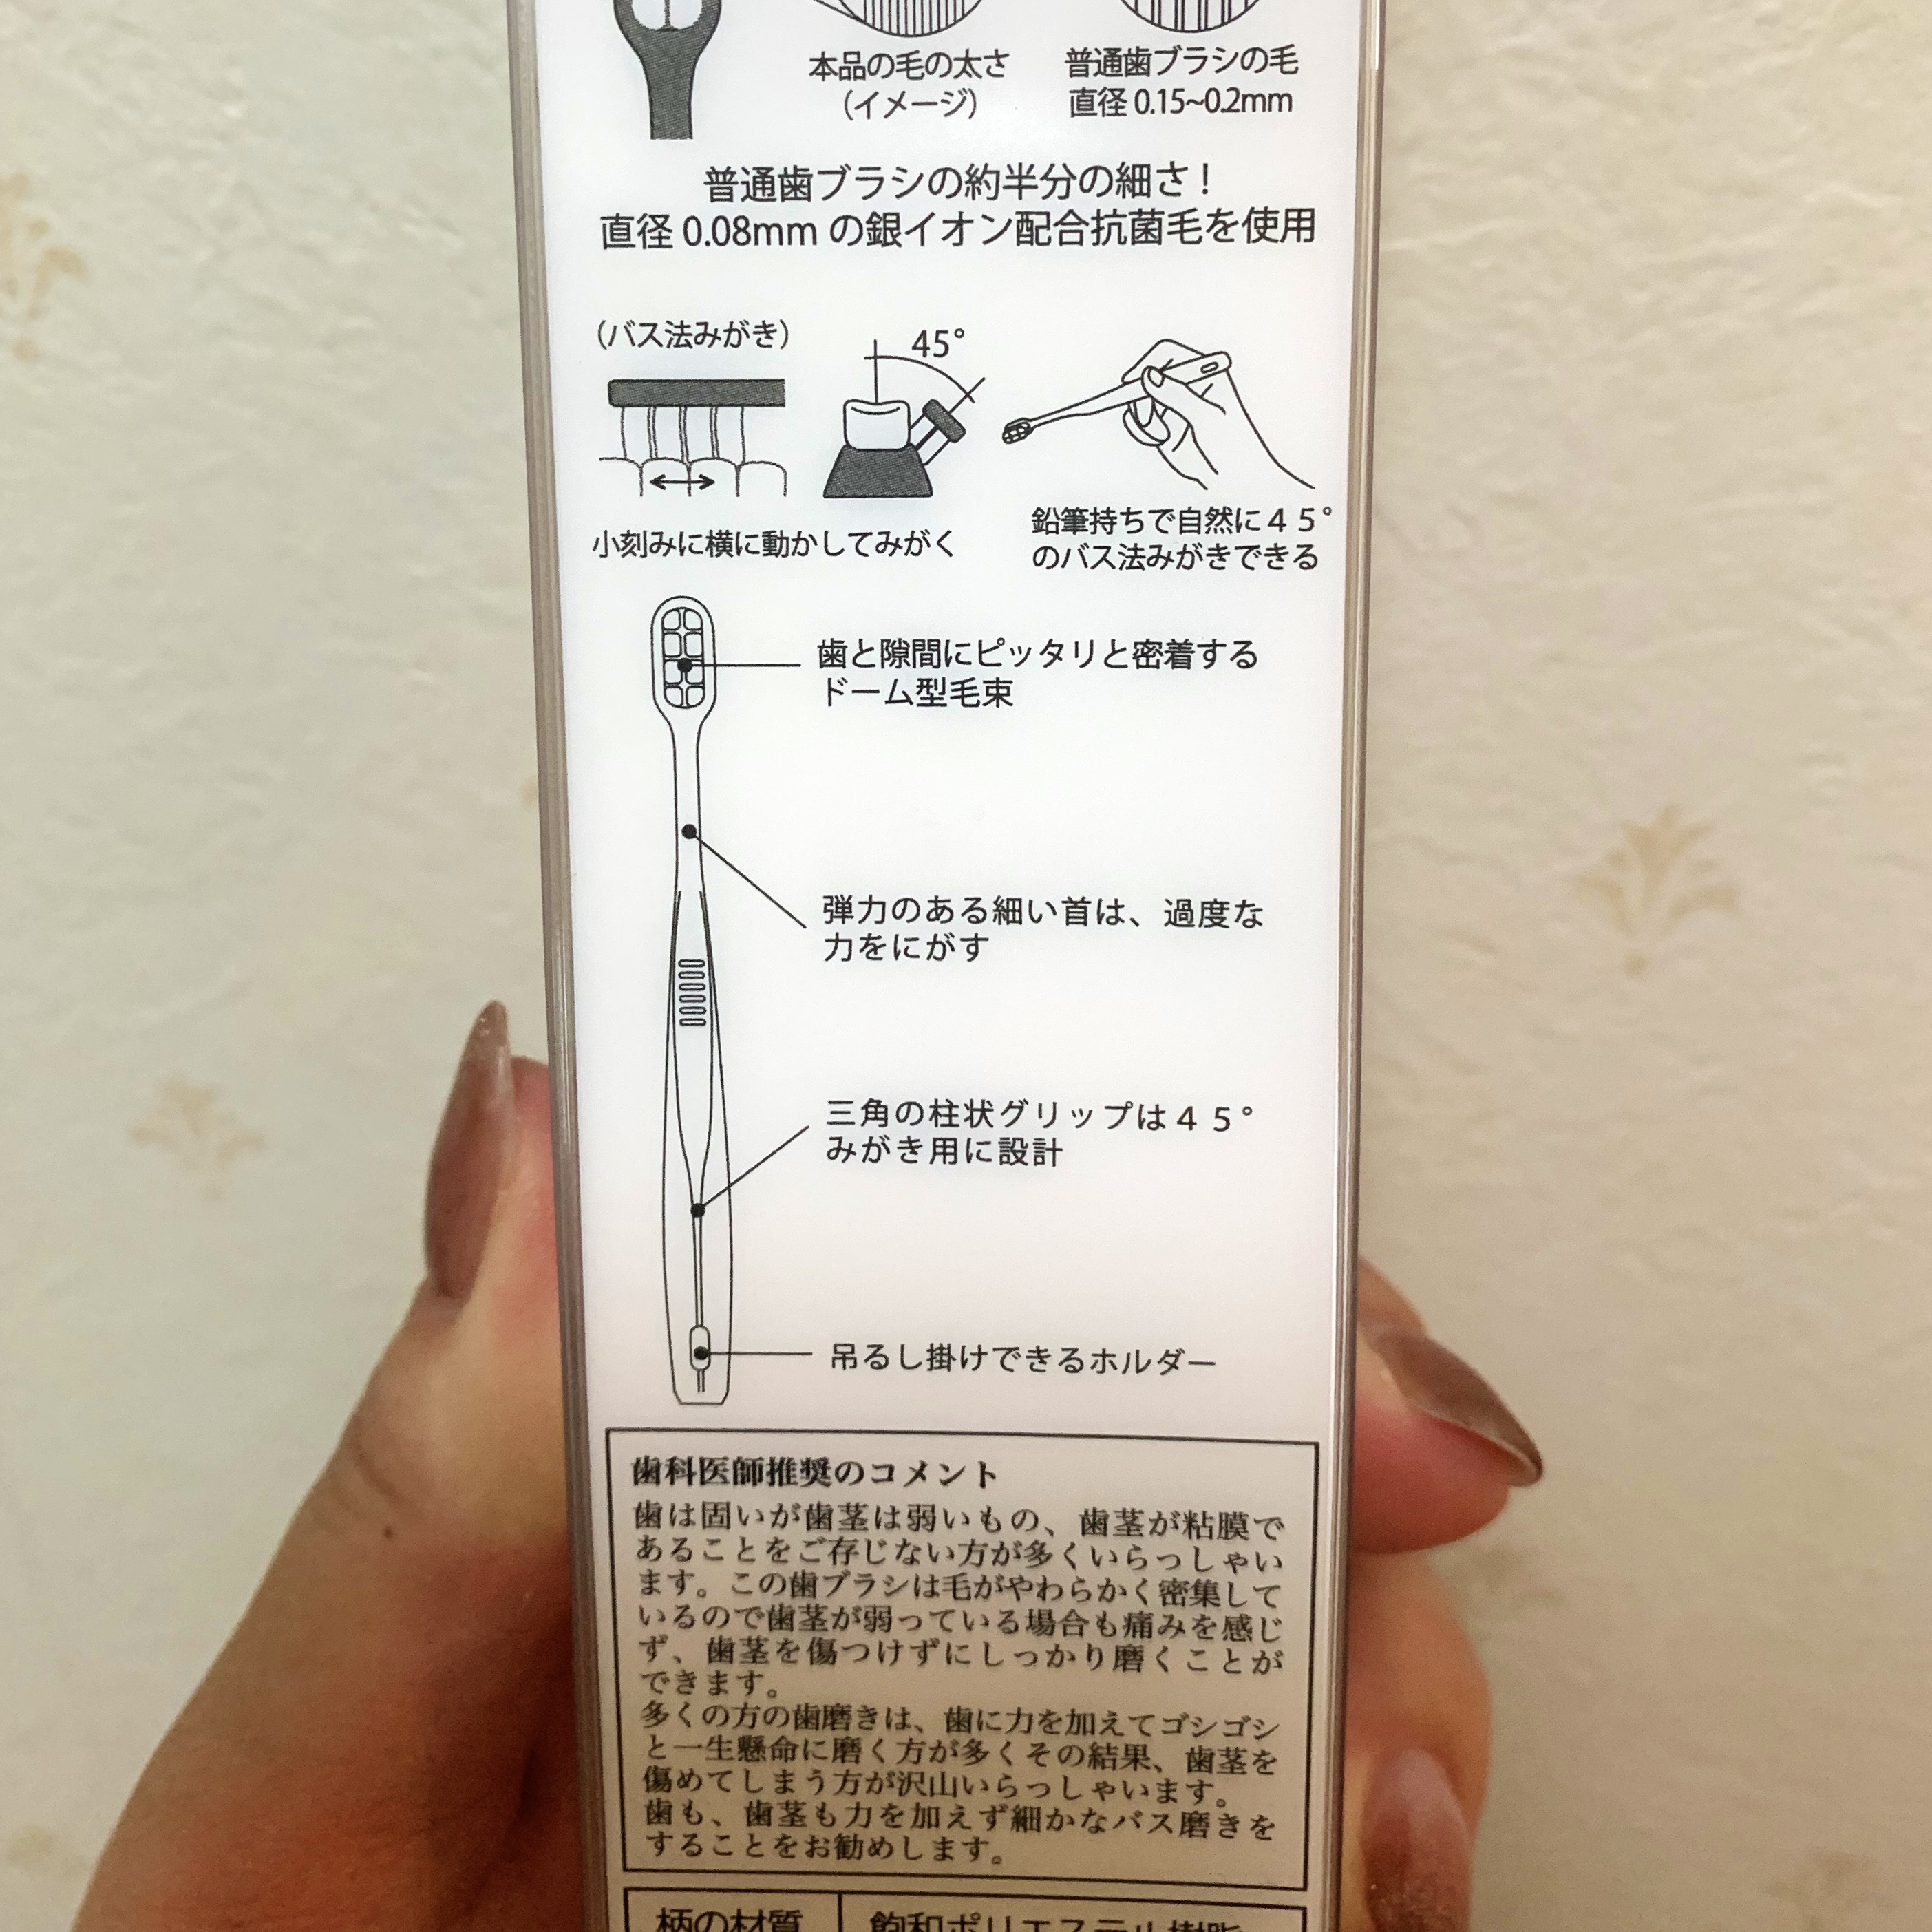 本品の毛の太さ
（イメージ）
普通歯ブラシの毛
直径 0.15~0.2mm
普通歯ブラシの約半分の細さ！
直径 0.08mm の銀イオン配合抗菌毛を使用
（バス法みがき）
45°
小刻みに横に動かしてみがく
鉛筆持ちで自然に４５°
のバス法みがきできる
歯と隙間にピッタリと密着する
ドーム型毛束
弾力のある細い首は、過度な
力をにがす
三角の柱状グリップは４５°
みがき用に設計
吊るし掛けできるホルダー
歯科医師推奨のコメント
歯は固いが歯茎は弱いもの、歯茎が粘膜で
あることをご存じない方が多くいらっしゃい
ます。この歯ブラシは毛がやわらかく密集して
いるので歯茎が弱っている場合も痛みを感じ
ず、歯茎を傷つけずにしっかり磨くことが
できます。
多くの方の歯磨きは、歯に力を加えてゴシゴシ
と一生懸命に磨く方が多くその結果、歯茎を
傷めてしまう方が沢山いらっしゃいます。
歯も、歯茎も力を加えず細かなバス磨きを
することをお勧めします。
柄の材質
飽和ポリエステル樹脂